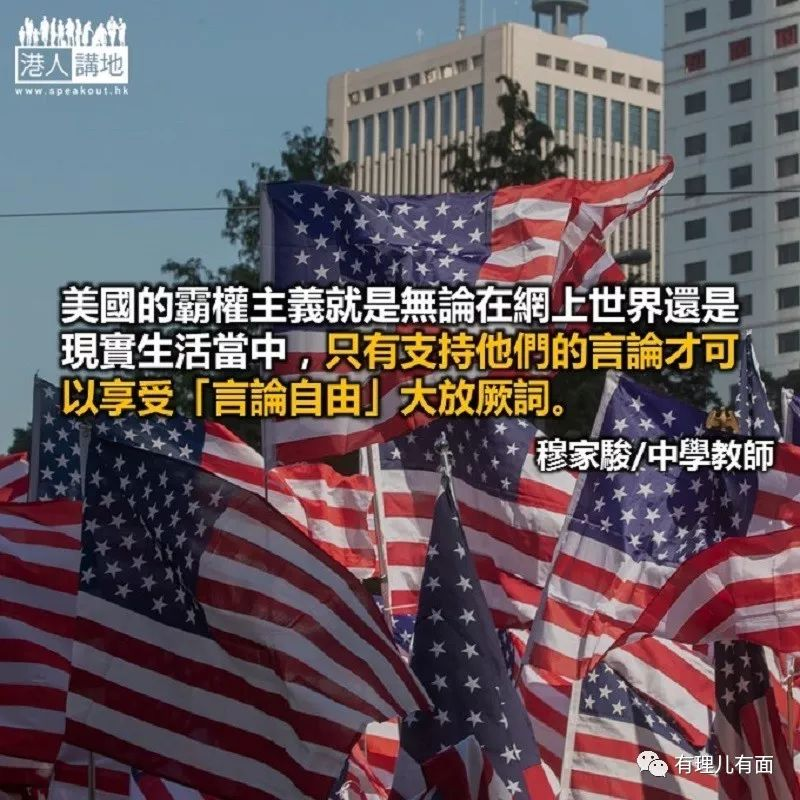 港人講地
www.speakout.hk
美國的霸權主義就是無論在網上世界還是
現實生活當中，只有支持他們的言論才可
以享受「言論自由」大放厥詞。
穆家駿/中學教師
有理儿有面